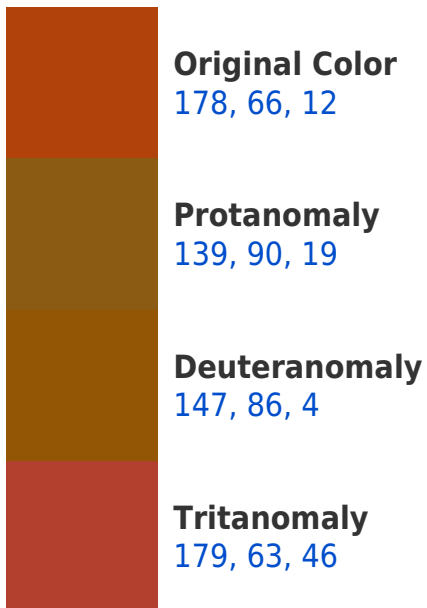 Original Color
178, 66, 12
Protanomaly
139, 90, 19
Deuteranomaly
147, 86, 4
Tritanomaly
179, 63, 46